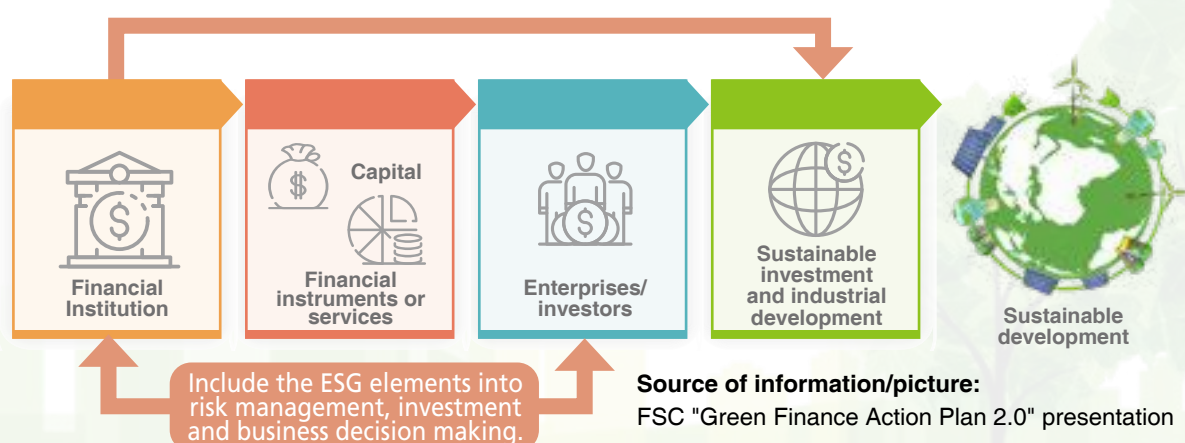 Financial
Institution
Capital
Financial
instruments or
services
Enterprises/
investors
Sustainable
investment
and industrial
development
Sustainable
development
Include the ESG elements into
risk management, investment
and business decision making.
Source of information/picture:
FSC "Green Finance Action Plan 2.0" presentation